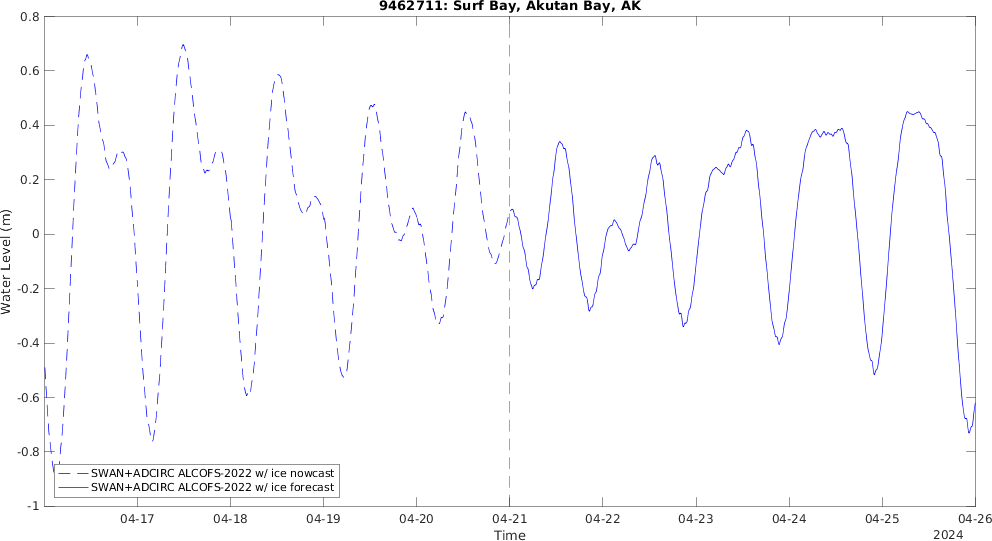 9462711: Surf Bay, Akutan Bay, AK
Water Level (m)
0.8
0.6
0.4
0.2
0
-0.2
-0.4
-0.6
-0.8
-1
SWAN+ADCIRC ALCOFS-2022 w/ ice nowcast
SWAN+ADCIRC ALCOFS-2022 w/ ice forecast
04-17 04-18 04-19 04-20 04-21 04-22 04-23 04-24 04-25 04-26
Time
2024